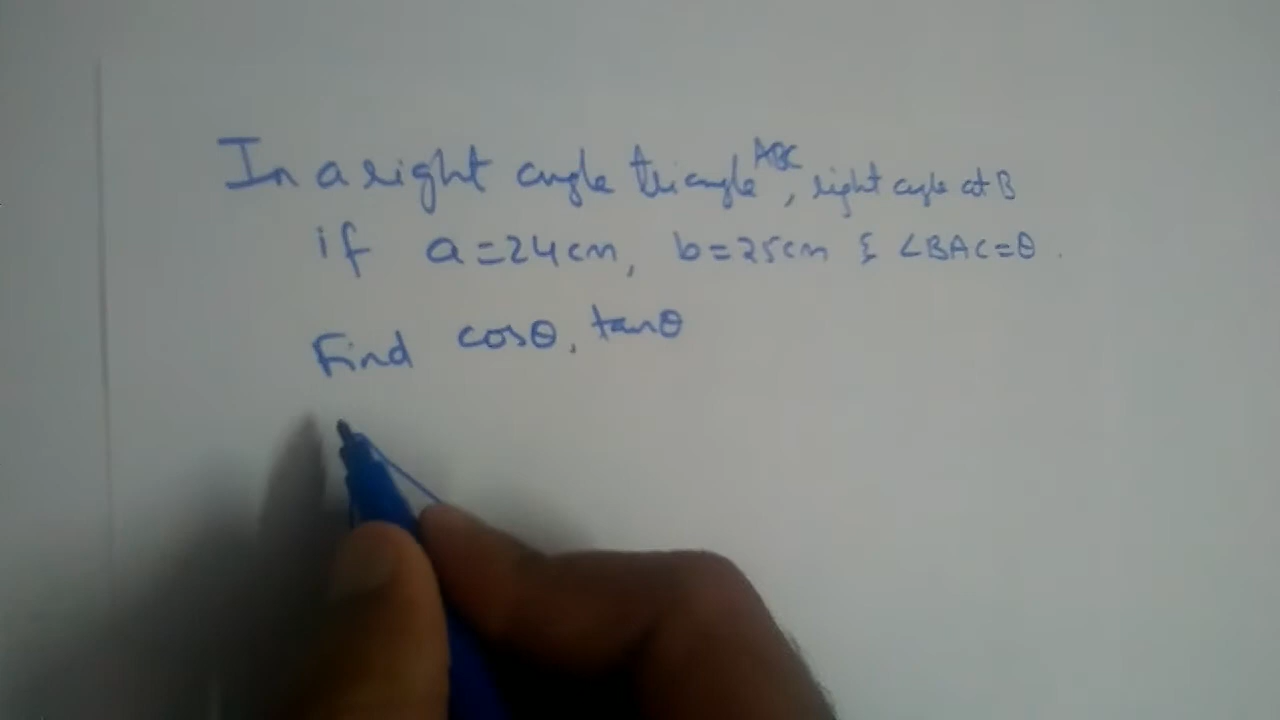 In a right angle triangle ABC, right angle at B
if a=24cm, b=25cm & ∠BAC=θ.
Find cosθ, tanθ